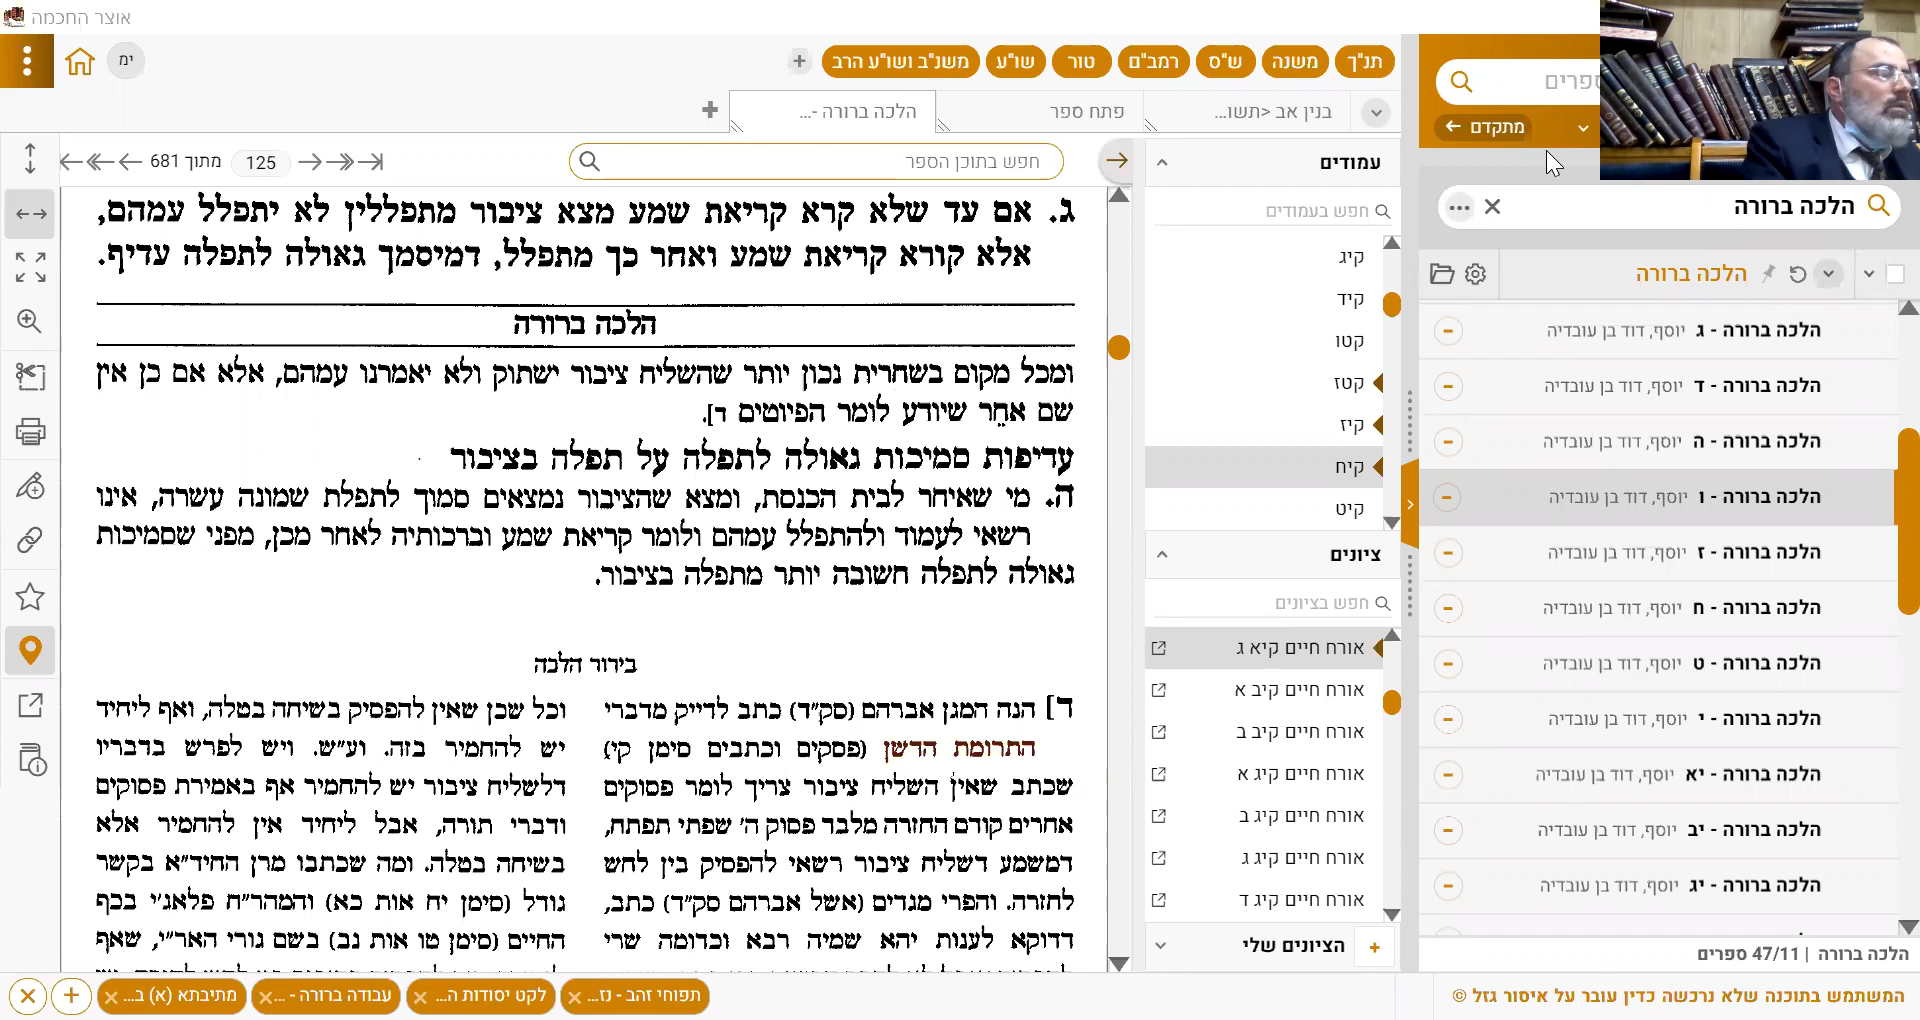 אוצר החכמה
ימ
תנ"ך
משנה
ש"ס
רמב"ם
טור
שו"ע
משנ"ב ושו"ע הרב
בנין אב >תשו...
פתח ספר
הלכה ברורה -...
ספרים
מתקדם
הלכה ברורה
הלכה ברורה
125
מתוך 681
חפש בתוכן הספר
ג. אם עד שלא קרא קריאת שמע מצא ציבור מתפללין לא יתפלל עמהם,
אלא קורא קריאת שמע ואחר כך מתפלל, דמיסמך גאולה לתפלה עדיף.
הלכה ברורה
ומכל מקום בשחרית נכון יותר שהשליח ציבור ישתוק ולא יאמרנו עמהם, אלא אם כן אין
שם אחֵר שיודע לומר הפיוטים ד].
עדיפות סמיכות גאולה לתפלה על תפלה בציבור
ה. מי שאיחר לבית הכנסת, ומצא שהציבור נמצאים סמוך לתפלת שמונה עשרה, אינו
רשאי לעמוד ולהתפלל עמהם ולומר קריאת שמע וברכותיה לאחר מכן, מפני שסמיכות
גאולה לתפלה חשובה יותר מתפלה בציבור.
בירור הלכה
ד] הנה המגן אברהם (סק"ד) כתב לדייק מדברי
התרומת הדשן (פסקים וכתבים סימן קי)
שכתב שאין השליח ציבור צריך לומר פסוקים
אחרים קודם החזרה מלבד פסוק ה' שפתי תפתח,
דמשמע דשליח ציבור רשאי להפסיק בין לחש
לחזרה. והפרי מגדים (אשל אברהם סק"ד) כתב,
דדוקא לענות יהא שמיה רבא וכדומה שרי
וכל שכן שאין להפסיק בשיחה בטלה, ואף ליחיד
יש להחמיר בזה. וע"ש. ויש לפרש בדבריו
דלשליח ציבור יש להחמיר אף באמירת פסוקים
ודברי תורה, אבל ליחיד אין להחמיר אלא
בשיחה בטלה. ומה שכתבו מרן החיד"א בקשר
גודל (סימן יח אות כא) והמהר"ח פלאג'י בכף
החיים (סימן טו אות נב) בשם גורי האר"י, שאף
עמודים
חפש בעמודים
קיג
קיד
קטו
קטז
קיז
קיח
קיט
ציונים
חפש בציונים
אורח חיים קיא ג
אורח חיים קיב א
אורח חיים קיב ב
אורח חיים קיג א
אורח חיים קיג ב
אורח חיים קיג ג
אורח חיים קיג ד
הציונים שלי
הלכה ברורה - ג יוסף, דוד בן עובדיה
הלכה ברורה - ד יוסף, דוד בן עובדיה
הלכה ברורה - ה יוסף, דוד בן עובדיה
הלכה ברורה - ו יוסף, דוד בן עובדיה
הלכה ברורה - ז יוסף, דוד בן עובדיה
הלכה ברורה - ח יוסף, דוד בן עובדיה
הלכה ברורה - ט יוסף, דוד בן עובדיה
הלכה ברורה - י יוסף, דוד בן עובדיה
הלכה ברורה - יא יוסף, דוד בן עובדיה
הלכה ברורה - יב יוסף, דוד בן עובדיה
הלכה ברורה - יג יוסף, דוד בן עובדיה
הלכה ברורה | 47/11 ספרים
המשתמש בתוכנה שלא נרכשה כדין עובר על איסור גזל ©
תפוחי זהב - נז...
לקט יסודות ה...
עבודה ברורה - ...
מתיבתא (א) ב...